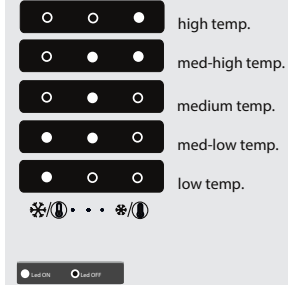 high temp.
med-high temp.
medium temp.
med-low temp.
low temp.
Led ON Led OFF